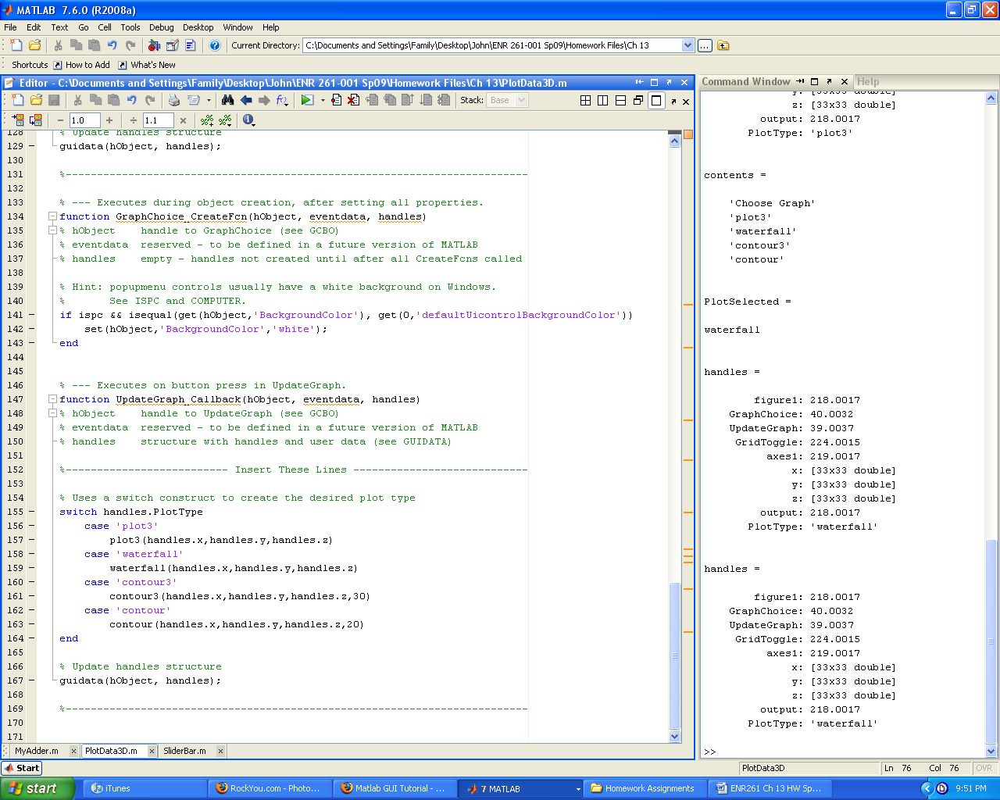 MATLAB 7.6.0 (R2008a)
File Edit Text Go Cell Tools Debug Desktop Window Help
Current Directory: C:\Documents and Settings\Family\Desktop\John\ENR 261-001 Sp09\Homework Files\Ch 13 ...
Shortcuts How to Add What's New
Editor - C:\Documents and Settings\Family\Desktop\John\ENR 261-001 Sp09\Homework Files\Ch 13\PlotData3D.m
Stack: Base
− 1.0 + ÷ 1.1 ×
128 % Update handles structure
129 − guidata(hObject, handles);
130
131 %--------------------------------------------------------------------------
132
133 % --- Executes during object creation, after setting all properties.
134 function GraphChoice_CreateFcn(hObject, eventdata, handles)
135 % hObject    handle to GraphChoice (see GCBO)
136 % eventdata  reserved - to be defined in a future version of MATLAB
137 % handles    empty - handles not created until after all CreateFcns called
138
139 % Hint: popupmenu controls usually have a white background on Windows.
140 %       See ISPC and COMPUTER.
141 − if ispc && isequal(get(hObject,'BackgroundColor'), get(0,'defaultUicontrolBackgroundColor'))
142 −     set(hObject,'BackgroundColor','white');
143 − end
144
145
146 % --- Executes on button press in UpdateGraph.
147 function UpdateGraph_Callback(hObject, eventdata, handles)
148 % hObject    handle to UpdateGraph (see GCBO)
149 % eventdata  reserved - to be defined in a future version of MATLAB
150 % handles    structure with handles and user data (see GUIDATA)
151
152 %-------------------------- Insert These Lines ----------------------------
153
154 % Uses a switch construct to create the desired plot type
155 − switch handles.PlotType
156 −     case 'plot3'
157 −         plot3(handles.x,handles.y,handles.z)
158 −     case 'waterfall'
159 −         waterfall(handles.x,handles.y,handles.z)
160 −     case 'contour3'
161 −         contour3(handles.x,handles.y,handles.z,30)
162 −     case 'contour'
163 −         contour(handles.x,handles.y,handles.z,20)
164 − end
165
166 % Update handles structure
167 − guidata(hObject, handles);
168
169 %--------------------------------------------------------------------------
170
171
MyAdder.m PlotData3D.m SliderBar.m
Command Window Help
y: [33x33 double]
z: [33x33 double]
output: 218.0017
PlotType: 'plot3'
contents =
'Choose Graph'
'plot3'
'waterfall'
'contour3'
'contour'
PlotSelected =
waterfall
handles =
figure1: 218.0017
GraphChoice: 40.0032
UpdateGraph: 39.0037
GridToggle: 224.0015
axes1: 219.0017
x: [33x33 double]
y: [33x33 double]
z: [33x33 double]
output: 218.0017
PlotType: 'waterfall'
handles =
figure1: 218.0017
GraphChoice: 40.0032
UpdateGraph: 39.0037
GridToggle: 224.0015
axes1: 219.0017
x: [33x33 double]
y: [33x33 double]
z: [33x33 double]
output: 218.0017
PlotType: 'waterfall'
>>
Start PlotData3D Ln 76 Col 76 OVR
start iTunes RockYou.com - Photo... Matlab GUI Tutorial - ... 7 MATLAB Homework Assignments ENR261 Ch 13 HW Sp... 9:51 PM